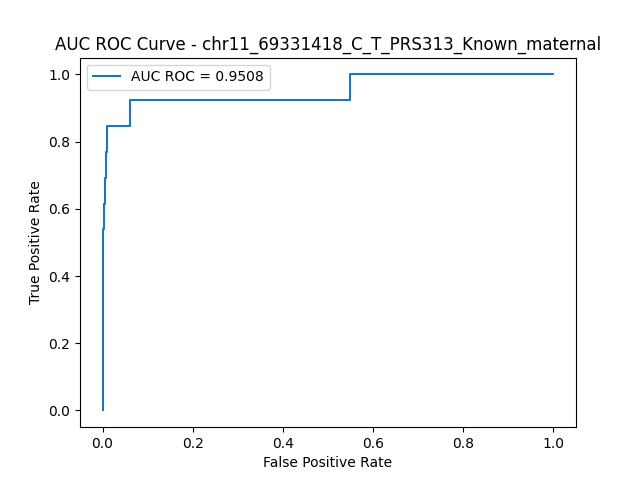 AUC ROC Curve - chr11_69331418_C_T_PRS313_Known_maternal
AUC ROC = 0.9508
True Positive Rate
1.0
0.8
0.6
0.4
0.2
0.0
0.0 0.2 0.4 0.6 0.8 1.0
False Positive Rate